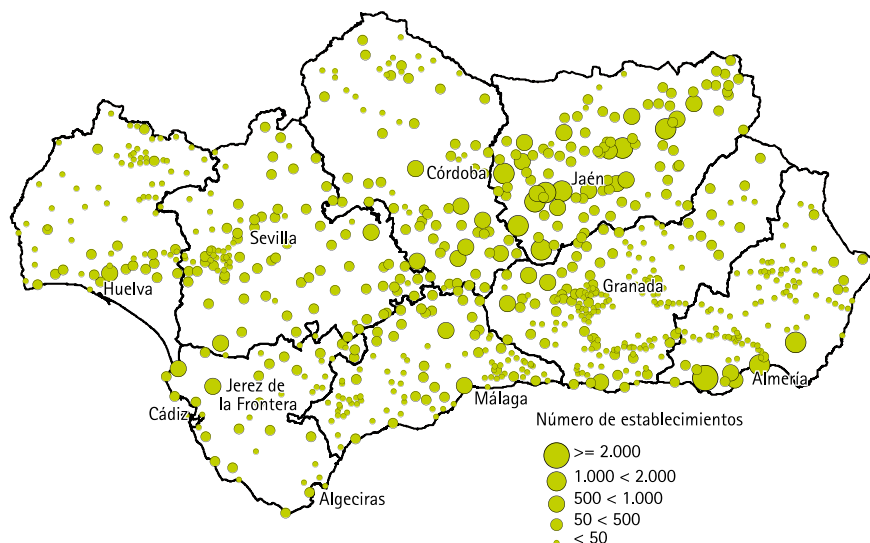 Córdoba
Jaén
Sevilla
Huelva
Granada
Jerez de
la Frontera
Cádiz
Málaga
Almería
Algeciras
Número de establecimientos
>= 2.000
1.000 < 2.000
500 < 1.000
50 < 500
< 50